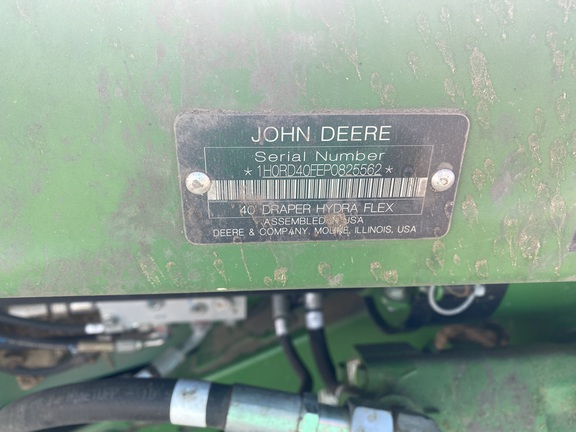 JOHN DEERE
Serial Number
*1H0RD40FEP0825562*
40 DRAPER HYDRA FLEX
ASSEMBLED IN USA
DEERE & COMPANY, MOLINE, ILLINOIS, USA